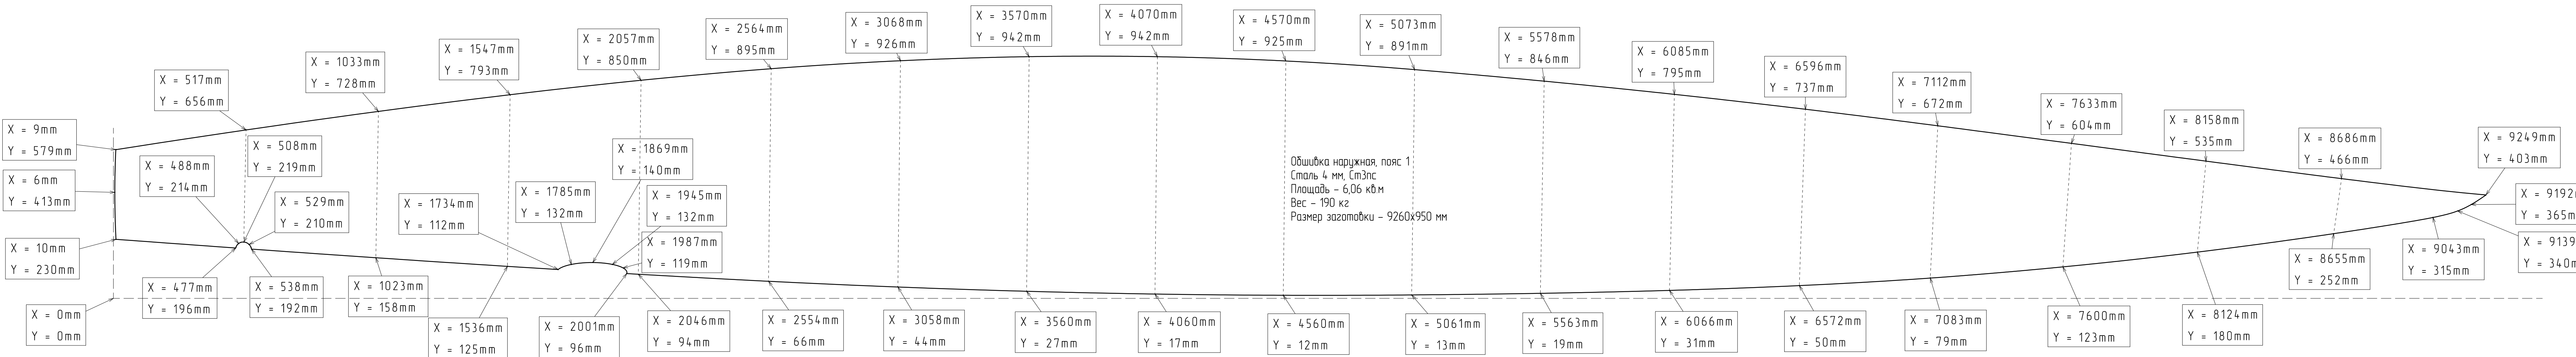 X = 9mm
Y = 579mm
X = 6mm
Y = 413mm
X = 10mm
Y = 230mm
X = 0mm
Y = 0mm
X = 517mm
Y = 656mm
X = 1033mm
Y = 728mm
X = 1547mm
Y = 793mm
X = 2057mm
Y = 850mm
X = 2564mm
Y = 895mm
X = 3068mm
Y = 926mm
X = 3570mm
Y = 942mm
X = 4070mm
Y = 942mm
X = 4570mm
Y = 925mm
X = 5073mm
Y = 891mm
X = 5578mm
Y = 846mm
X = 6085mm
Y = 795mm
X = 6596mm
Y = 737mm
X = 7112mm
Y = 672mm
X = 7633mm
Y = 604mm
X = 8158mm
Y = 535mm
X = 8686mm
Y = 466mm
X = 9249mm
Y = 403mm
X = 488mm
Y = 214mm
X = 508mm
Y = 219mm
X = 529mm
Y = 210mm
X = 1734mm
Y = 112mm
X = 1785mm
Y = 132mm
X = 1869mm
Y = 140mm
X = 1945mm
Y = 132mm
X = 1987mm
Y = 119mm
Обшивка наружная, пояс 1
Сталь 4 мм, Ст3пс
Площадь – 6,06 кв.м
Вес – 190 кг
Размер заготовки – 9260х950 мм
X = 9192
Y = 365m
X = 9139
Y = 340m
X = 477mm
Y = 196mm
X = 538mm
Y = 192mm
X = 1023mm
Y = 158mm
X = 1536mm
Y = 125mm
X = 2001mm
Y = 96mm
X = 2046mm
Y = 94mm
X = 2554mm
Y = 66mm
X = 3058mm
Y = 44mm
X = 3560mm
Y = 27mm
X = 4060mm
Y = 17mm
X = 4560mm
Y = 12mm
X = 5061mm
Y = 13mm
X = 5563mm
Y = 19mm
X = 6066mm
Y = 31mm
X = 6572mm
Y = 50mm
X = 7083mm
Y = 79mm
X = 7600mm
Y = 123mm
X = 8124mm
Y = 180mm
X = 8655mm
Y = 252mm
X = 9043mm
Y = 315mm